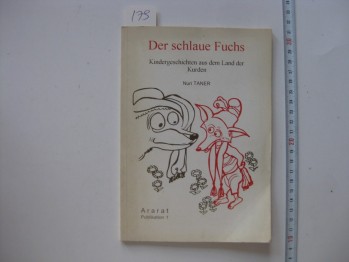 175
Der schlaue Fuchs
Kindergeschichten aus dem Land der
Kurden
Nuri TANER
Ararat
Publikation 1